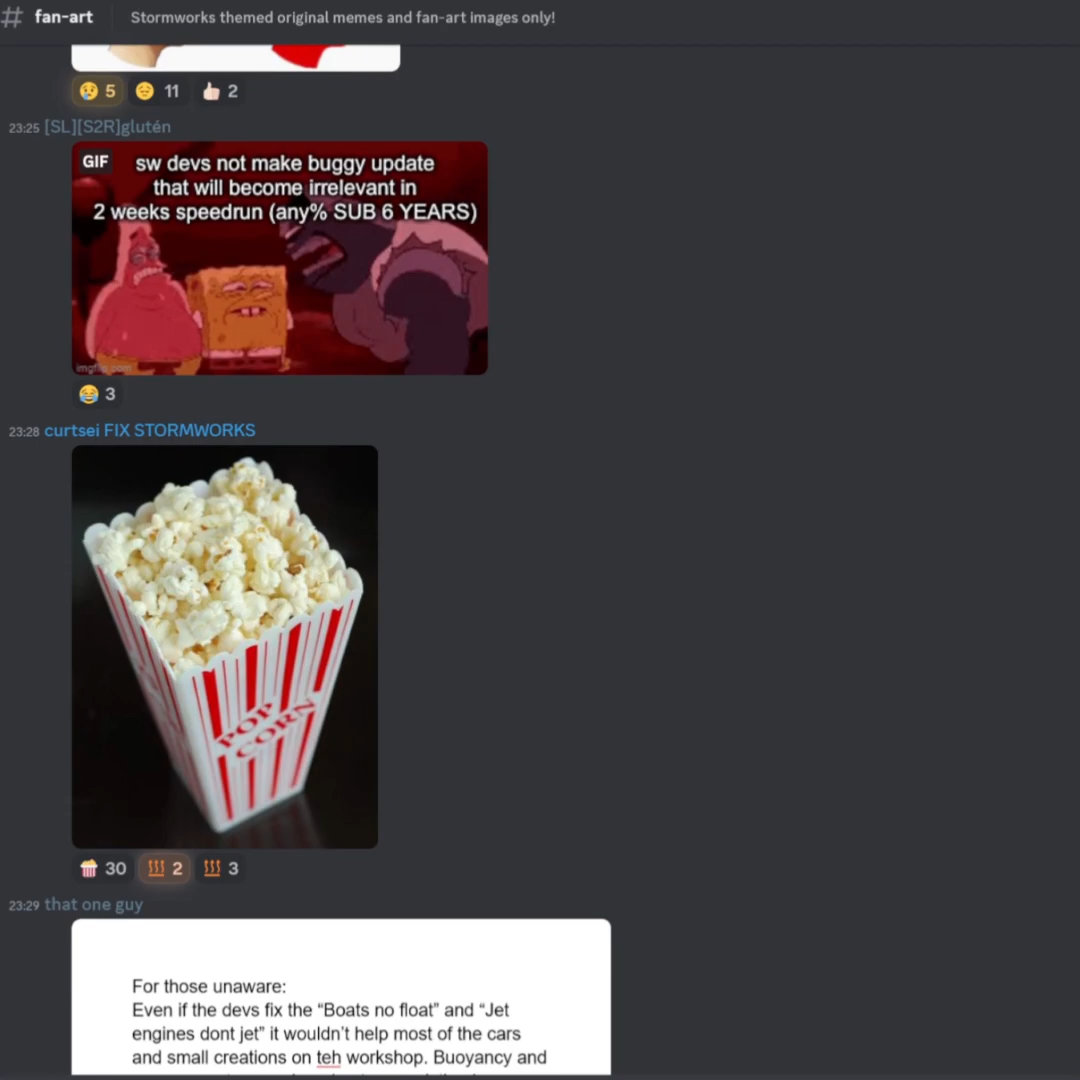 # fan-art
Stormworks themed original memes and fan-art images only!
5 11 2
23:25 [SL][S2R]glutén
GIF
sw devs not make buggy update
that will become irrelevant in
2 weeks speedrun (any% SUB 6 YEARS)
imgflip.com
3
23:28 curtsei FIX STORMWORKS
POP
CORN
30 2 3
23:29 that one guy
For those unaware:
Even if the devs fix the “Boats no float” and “Jet
engines dont jet” it wouldn’t help most of the cars
and small creations on teh workshop. Buoyancy and